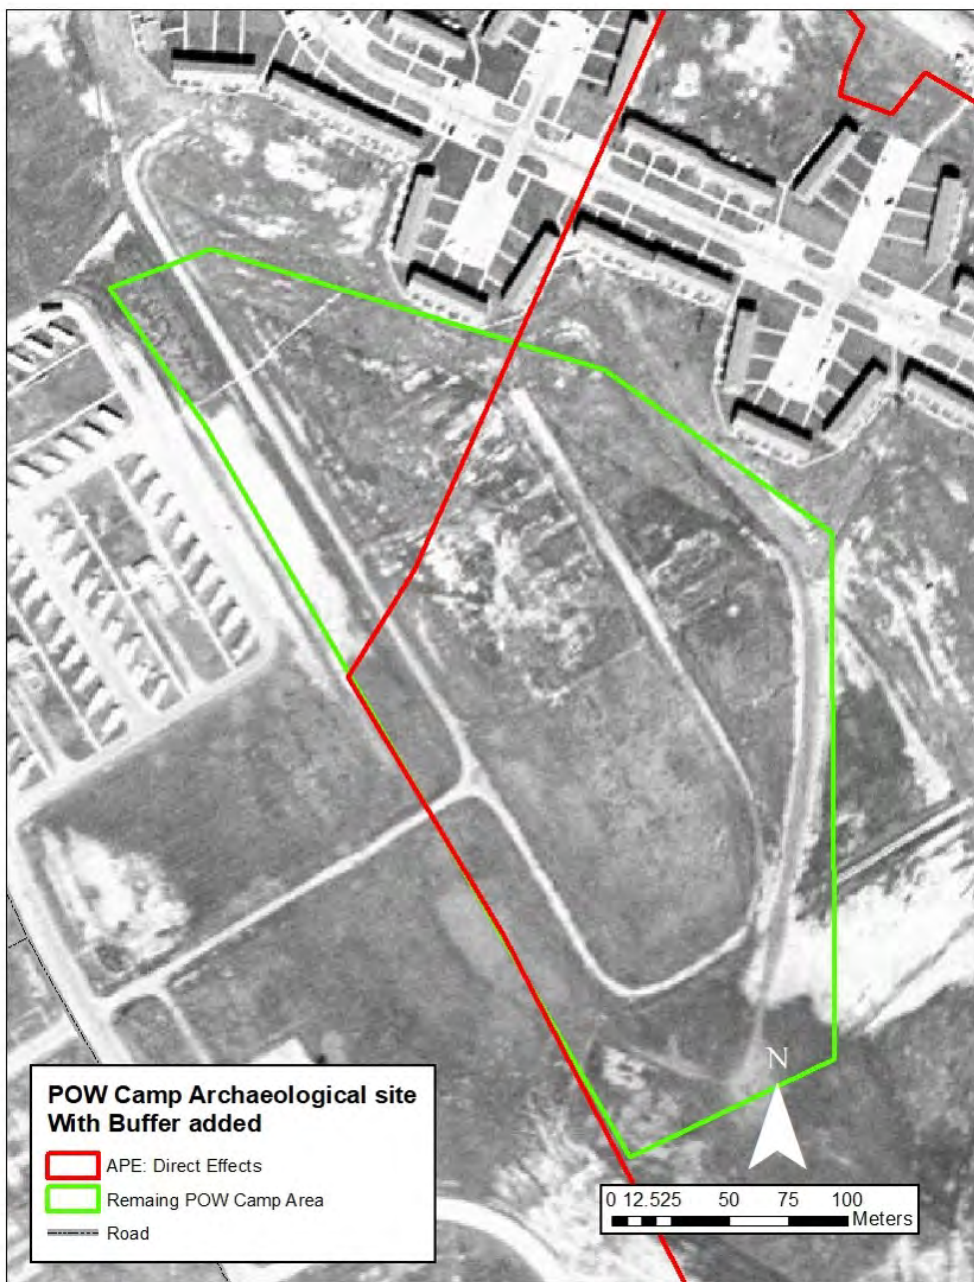 N
POW Camp Archaeological site
With Buffer added
APE: Direct Effects
Remaing POW Camp Area
Road
0 12.525 50 75 100
Meters